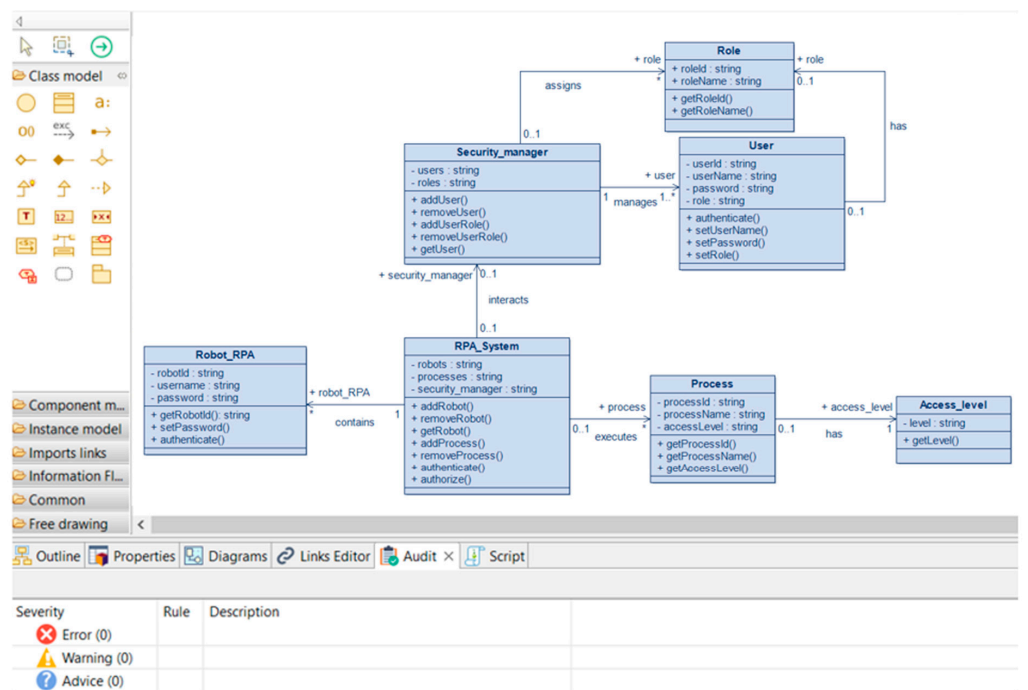 Class model
a:
00
exc
T
12...
<S>
Component m...
Instance model
Imports links
Information Fl...
Common
Free drawing
Role
+ roleId : string
+ roleName : string
+ getRoleId()
+ getRoleName()
+ role
*
assigns
0..1
+ role
0..1
has
0..1
Security_manager
- users : string
- roles : string
+ addUser()
+ removeUser()
+ addUserRole()
+ removeUserRole()
+ getUser()
+ user
1 manages 1..*
User
- userId : string
- userName : string
- password : string
- role : string
+ authenticate()
+ setUserName()
+ setPassword()
+ setRole()
+ security_manager 0..1
interacts
0..1
Robot_RPA
- robotId : string
- username : string
- password : string
+ getRobotId(): string
+ setPassword()
+ authenticate()
+ robot_RPA
* 1
contains
RPA_System
- robots : string
- processes : string
- security_manager : string
+ addRobot()
+ removeRobot()
+ getRobot()
+ addProcess()
+ removeProcess()
+ authenticate()
+ authorize()
+ process
0..1 *
executes
Process
- processId : string
- processName : string
- accessLevel : string
+ getProcessId()
+ getProcessName()
+ getAccessLevel()
+ access_level
0..1 1
has
Access_level
- level : string
+ getLevel()
Outline Properties Diagrams Links Editor Audit Script
Severity Rule Description
Error (0)
Warning (0)
Advice (0)